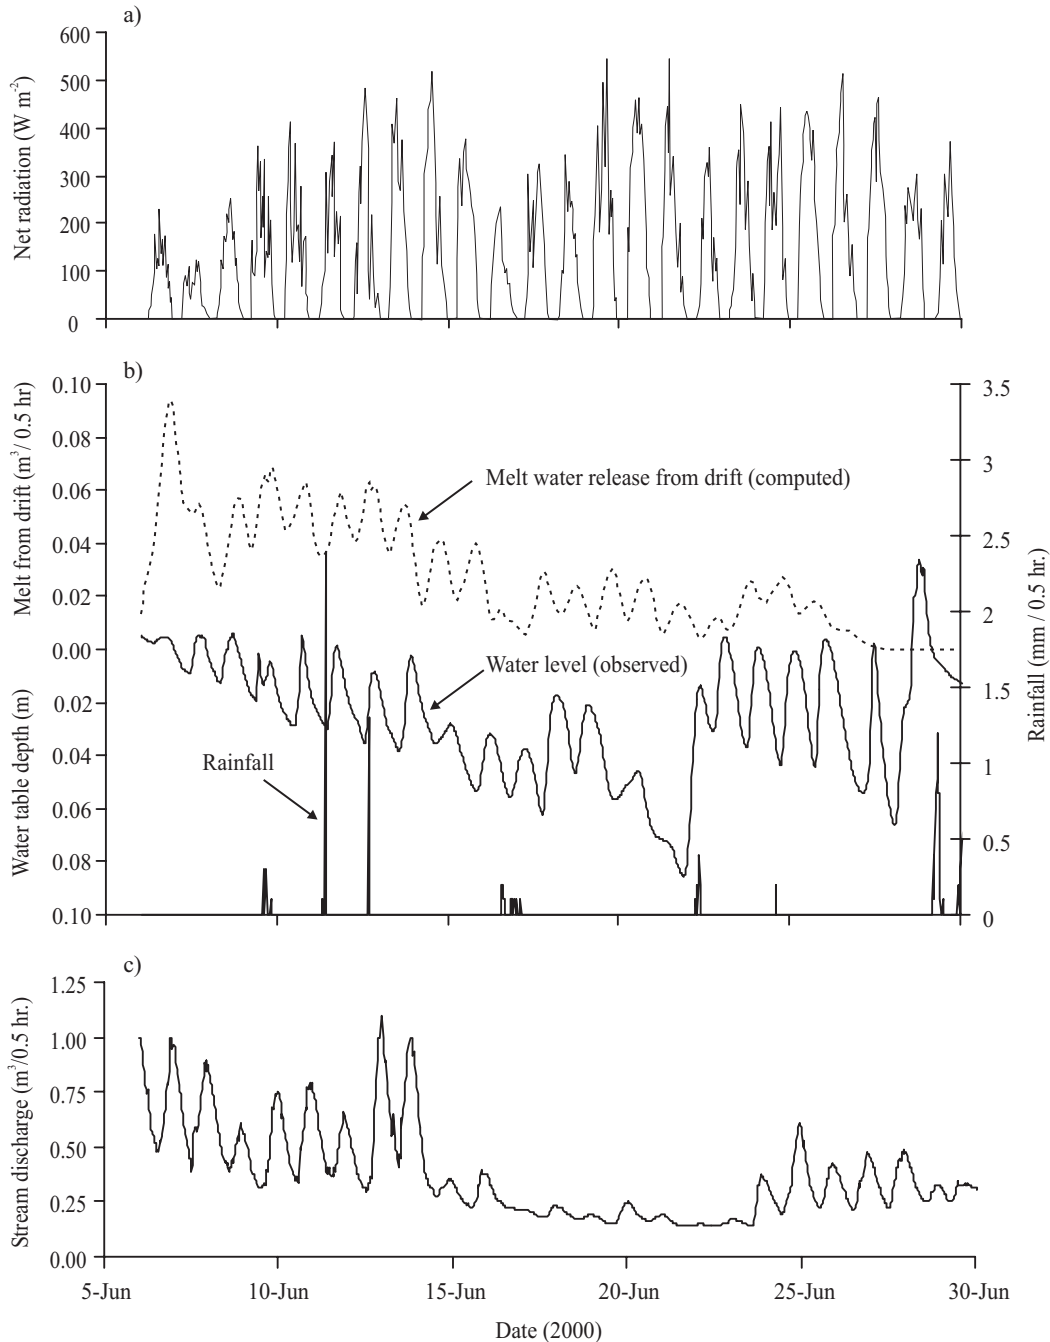 a)
Net radiation (W m-2)
600
500
400
300
200
100
0
b)
Melt from drift (m3/ 0.5 hr)
Water table depth (m)
0.10
0.08
0.06
0.04
0.02
0.00
0.02
0.04
0.06
0.08
0.10
Melt water release from drift (computed)
Water level (observed)
Rainfall
3.5
3
2.5
2
1.5
1
0.5
0
Rainfall (mm / 0.5 hr.)
c)
Stream discharge (m3/0.5 hr.)
1.25
1.00
0.75
0.50
0.25
0.00
5-Jun 10-Jun 15-Jun 20-Jun 25-Jun 30-Jun
Date (2000)